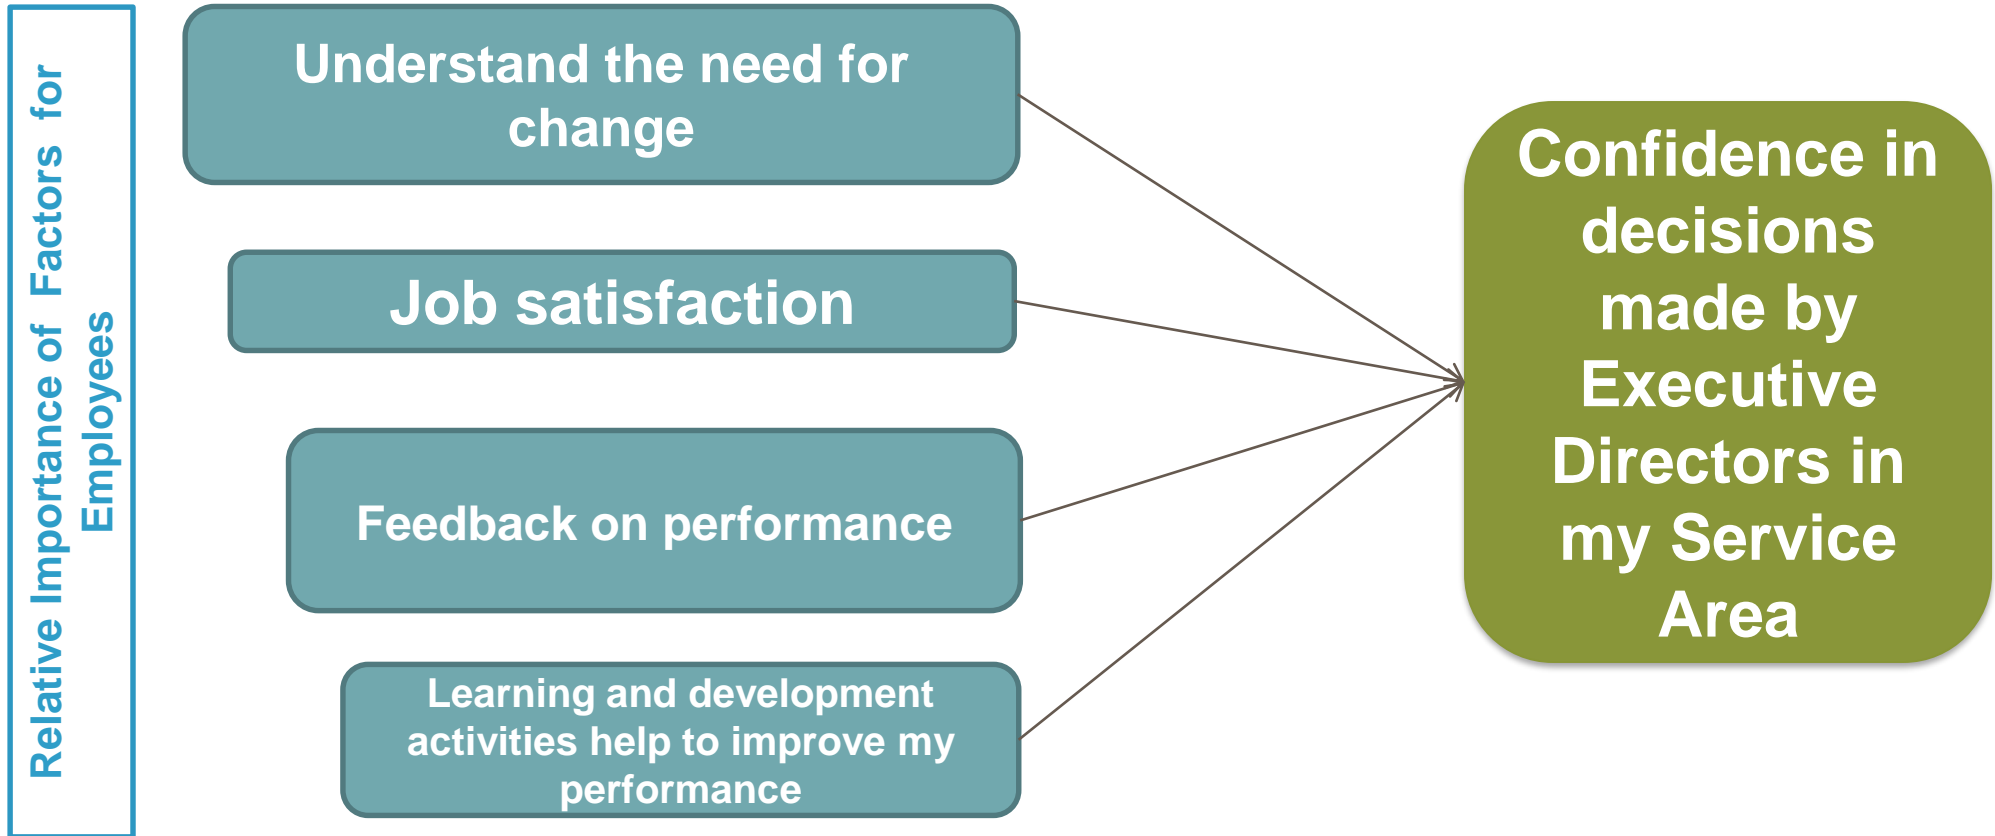 Relative Importance of Factors for
Employees
Understand the need for
change
Job satisfaction
Feedback on performance
Learning and development
activities help to improve my
performance
Confidence in
decisions
made by
Executive
Directors in
my Service
Area